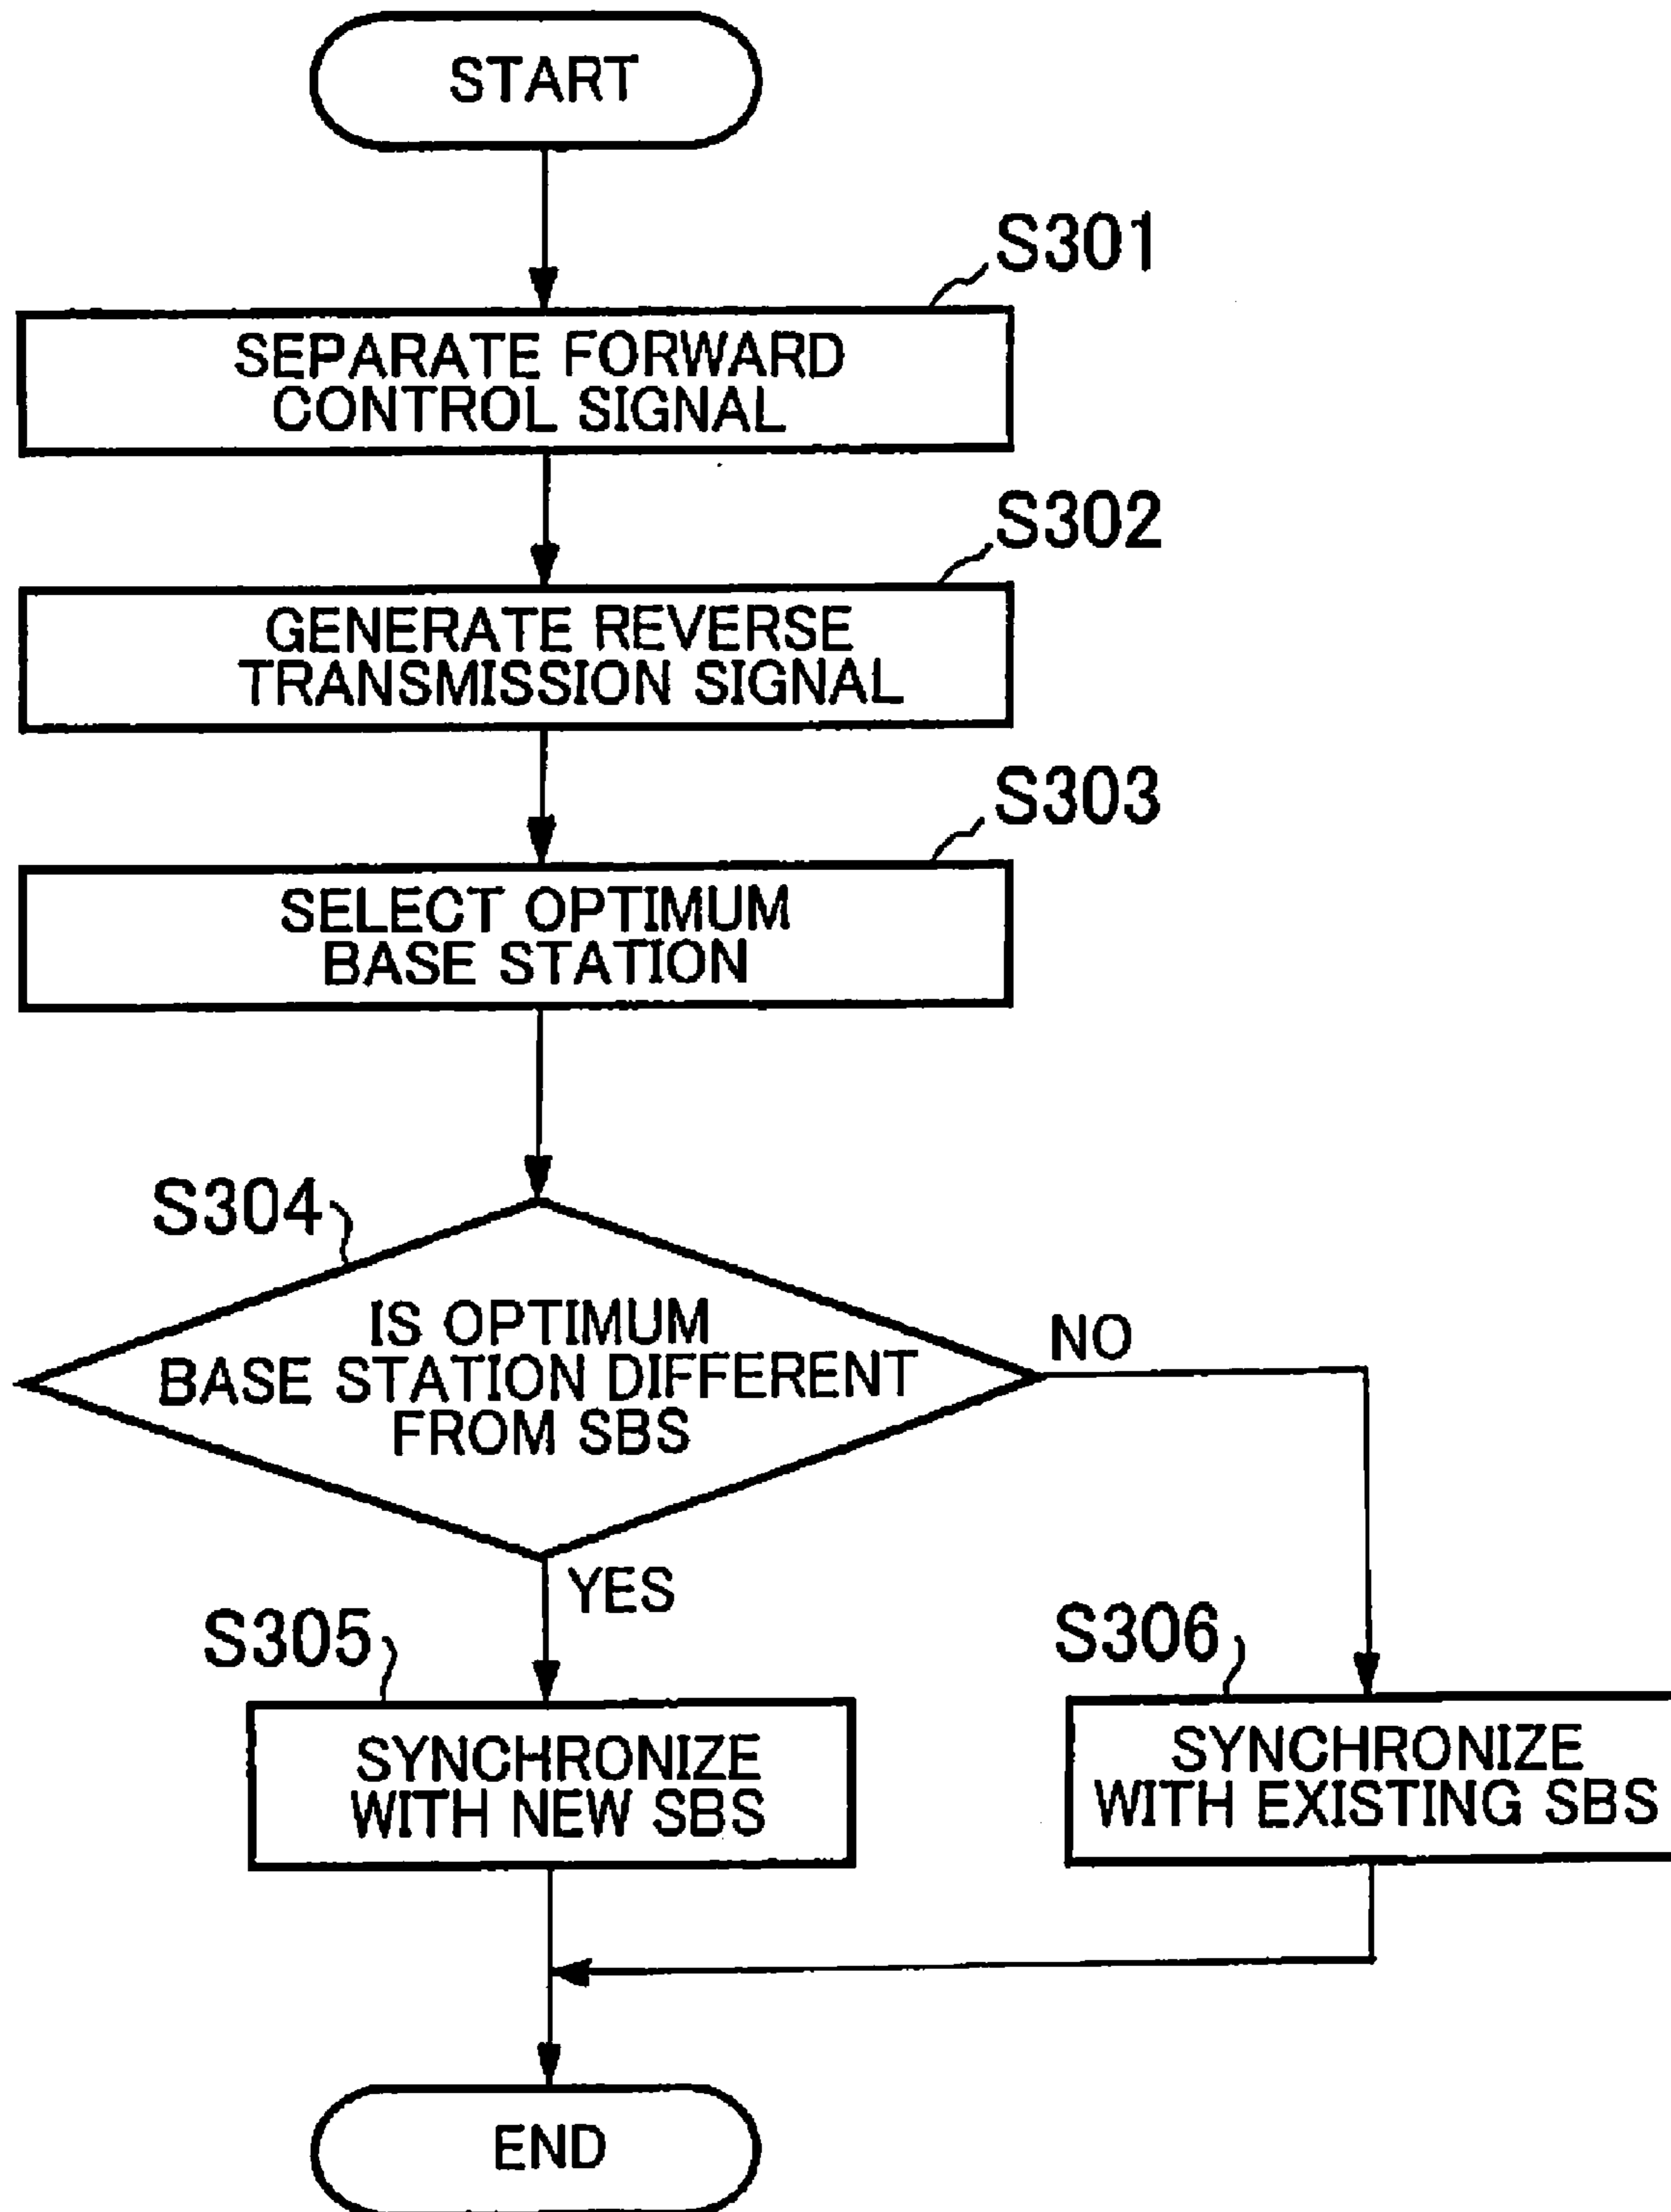 START
S301
SEPARATE FORWARD
CONTROL SIGNAL
S302
GENERATE REVERSE
TRANSMISSION SIGNAL
S303
SELECT OPTIMUM
BASE STATION
S304
IS OPTIMUM
BASE STATION DIFFERENT
FROM SBS
NO
YES
S305
SYNCHRONIZE
WITH NEW SBS
S306
SYNCHRONIZE
WITH EXISTING SBS
END